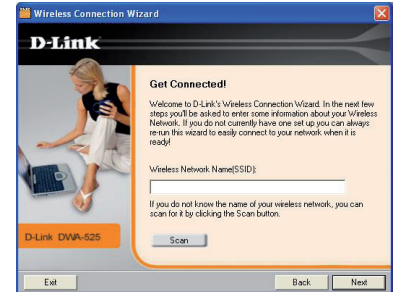 Wireless Connection Wizard
D-Link
Get Connected!
Welcome to D-Link's Wireless Connection Wizard. In the next few
steps you'll be asked to enter some information about your Wireless
Network. If you do not currently have one set up you can always
re-run this wizard to easily connect to your network when it is
ready!
Wireless Network Name(SSID):
If you do not know the name of your wireless network, you can
scan for it by clicking the Scan button.
D-Link DWA-525
Scan
Exit
Back
Next